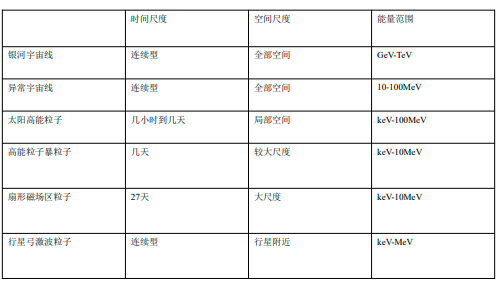 时间尺度 空间尺度 能量范围
银河宇宙线 连续型 全部空间 GeV-TeV
异常宇宙线 连续型 全部空间 10-100MeV
太阳高能粒子 几小时到几天 局部空间 keV-100MeV
高能粒子暴粒子 几天 较大尺度 keV-10MeV
扇形磁场区粒子 27天 大尺度 keV-10MeV
行星弓激波粒子 连续型 行星附近 keV-MeV